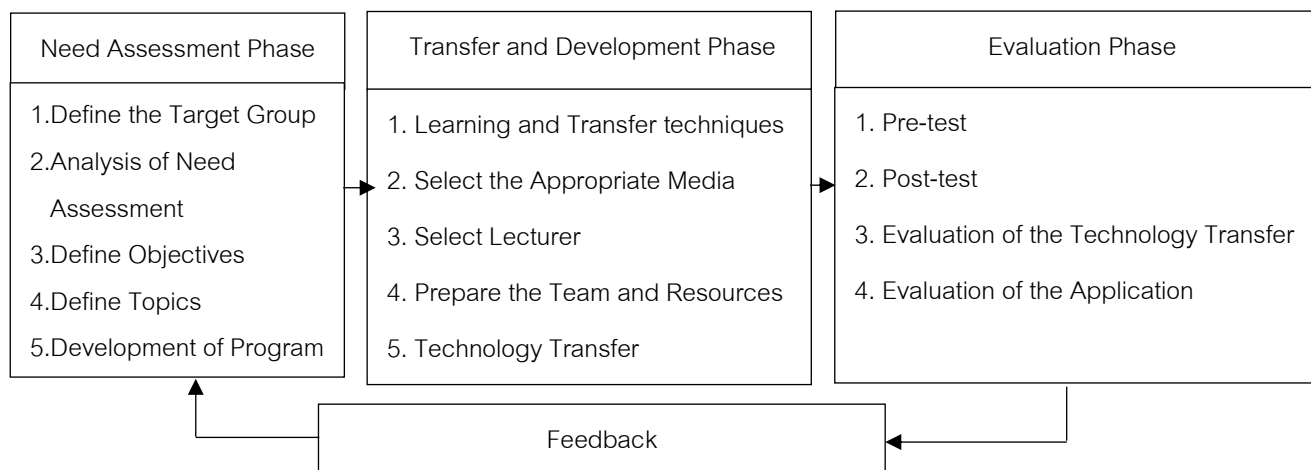 Need Assessment Phase
1.Define the Target Group
2.Analysis of Need
Assessment
3.Define Objectives
4.Define Topics
5.Development of Program
Transfer and Development Phase
1. Learning and Transfer techniques
2. Select the Appropriate Media
3. Select Lecturer
4. Prepare the Team and Resources
5. Technology Transfer
Evaluation Phase
1. Pre-test
2. Post-test
3. Evaluation of the Technology Transfer
4. Evaluation of the Application
Feedback